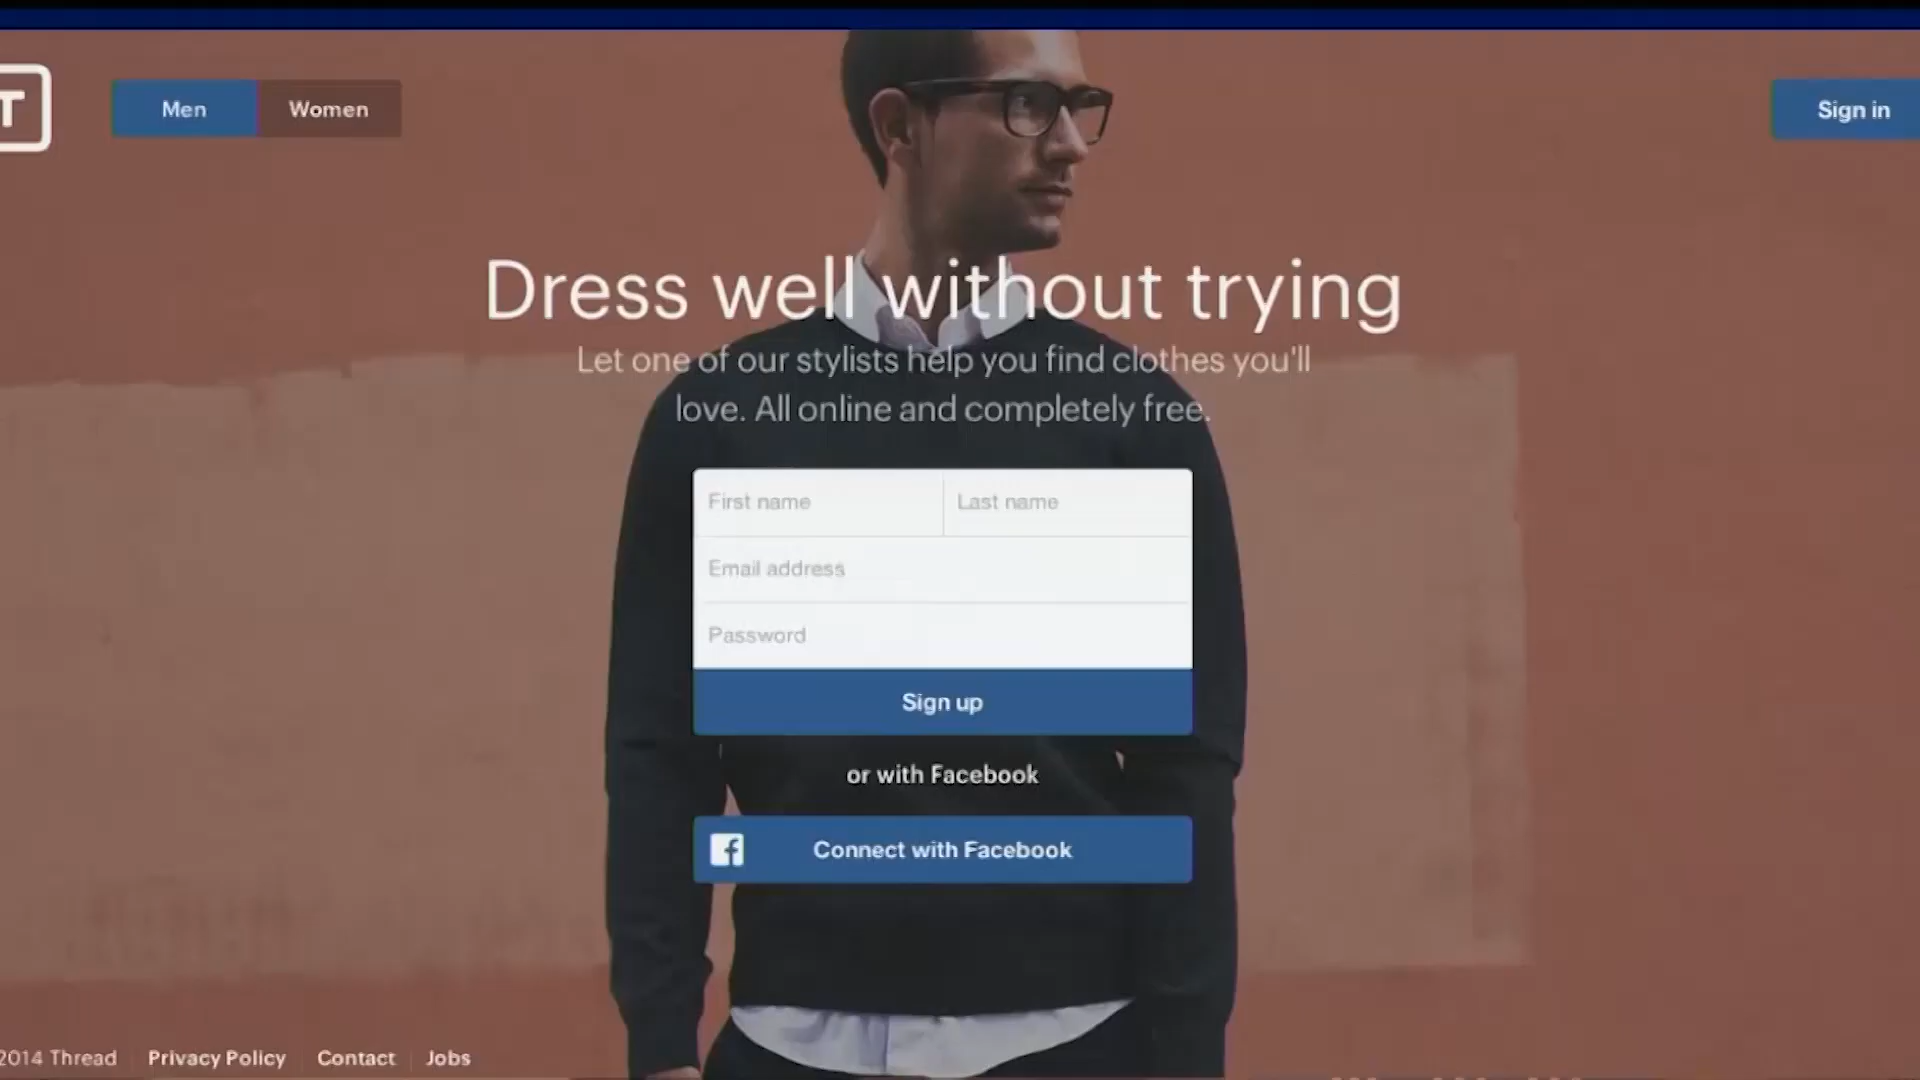 T
Men
Women
Sign in
Dress well without trying
Let one of our stylists help you find clothes you'll
love. All online and completely free.
First name
Last name
Email address
Password
Sign up
or with Facebook
Connect with Facebook
2014 Thread
Privacy Policy
Contact
Jobs